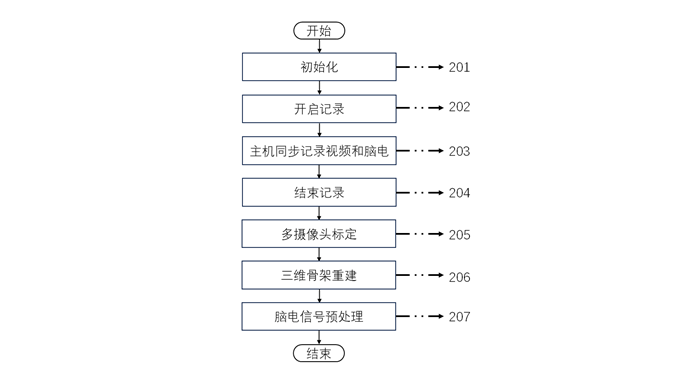 开始
初始化 201
开启记录 202
主机同步记录视频和脑电 203
结束记录 204
多摄像头标定 205
三维骨架重建 206
脑电信号预处理 207
结束